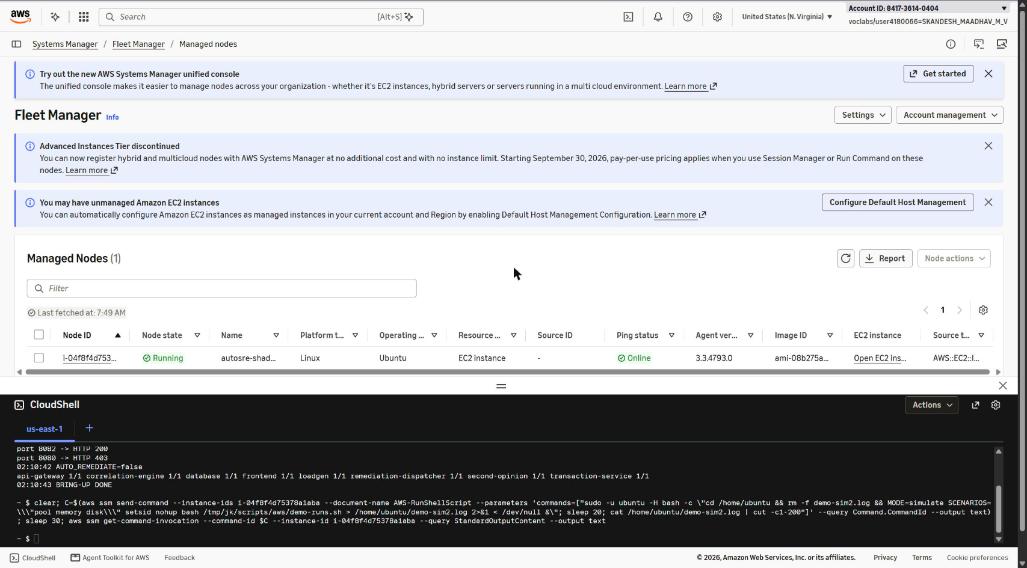 aws
Search
[Alt+S]
United States (N. Virginia)
Account ID: 8417-3614-0404
voclabs/user4180066=SKANDESH_MAADHAV_M_V
Systems Manager / Fleet Manager / Managed nodes
Try out the new AWS Systems Manager unified console
The unified console makes it easier to manage nodes across your organization - whether it's EC2 instances, hybrid servers or servers running in a multi cloud environment. Learn more
Get started
Fleet Manager Info
Settings
Account management
Advanced Instances Tier discontinued
You can now register hybrid and multicloud nodes with AWS Systems Manager at no additional cost and with no instance limit. Starting September 30, 2026, pay-per-use pricing applies when you use Session Manager or Run Command on these
nodes. Learn more
You may have unmanaged Amazon EC2 instances
You can automatically configure Amazon EC2 instances as managed instances in your current account and Region by enabling Default Host Management Configuration. Learn more
Configure Default Host Management
Managed Nodes (1)
Report
Node actions
Filter
Last fetched at: 7:49 AM
1
Node ID Node state Name Platform t... Operating ... Resource ... Source ID Ping status Agent ver... Image ID EC2 instance Source t...
i-04f8f4d753... Running autosre-shad... Linux Ubuntu EC2 instance - Online 3.3.4793.0 ami-08b275a... Open EC2 ins... AWS::EC2::I...
CloudShell
Actions
us-east-1
+
port 8082 -> HTTP 200
port 8080 -> HTTP 403
02:10:42 AUTO_REMEDIATE=false
api-gateway 1/1 correlation-engine 1/1 database 1/1 frontend 1/1 loadgen 1/1 remediation-dispatcher 1/1 second-opinion 1/1 transaction-service 1/1
02:10:43 BRING-UP DONE
~ $ clear; C=$(aws ssm send-command --instance-ids i-04f8f4d75378a1aba --document-name AWS-RunShellScript --parameters 'commands=["sudo -u ubuntu -H bash -c \"cd /home/ubuntu && rm -f demo-sim2.log && MODE=simulete SCENARIOS=
\\\"pool memory disk\\\" setsid nohup bash /tmp/jk/scripts/aws/demo-runs.sh > /home/ubuntu/demo-sim2.log 2>&1 < /dev/null &\"; sleep 20; cat /home/ubuntu/demo-sim2.log | cut -c1-200"]' --query Command.CommandId --output text)
; sleep 30; aws ssm get-command-invocation --command-id $C --instance-id i-04f8f4d75378a1aba --query StandardOutputContent --output text
~ $
CloudShell
Agent Toolkit for AWS
Feedback
© 2026, Amazon Web Services, Inc. or its affiliates.
Privacy
Terms
Cookie preferences